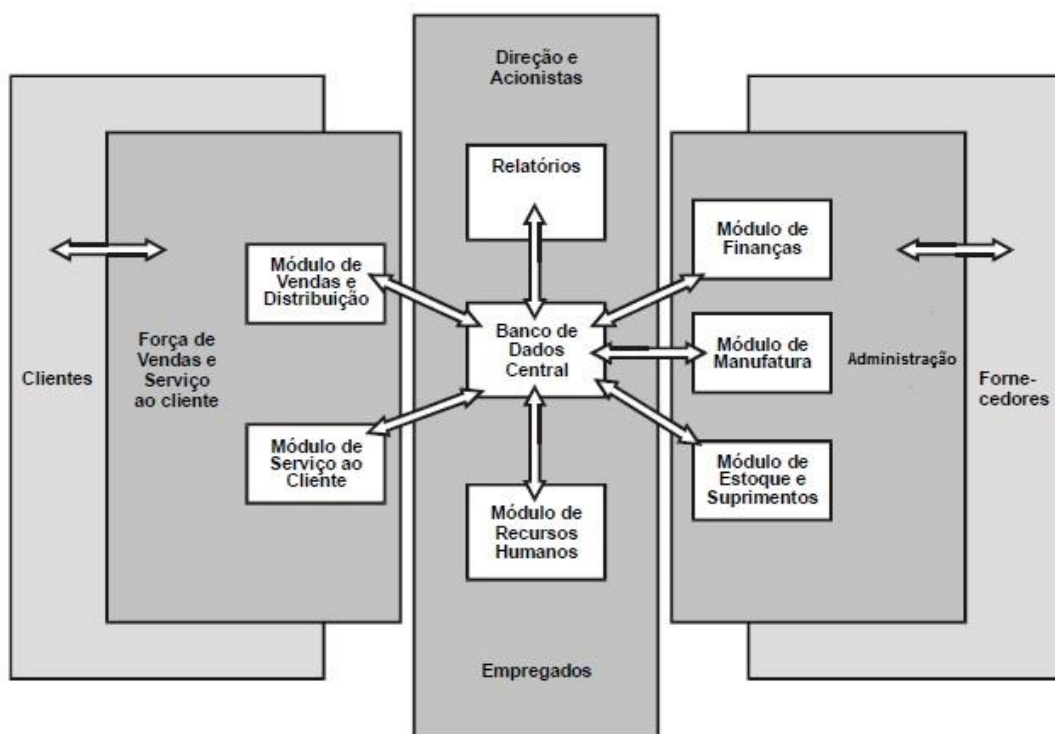 Direção e
Acionistas
Relatórios
Módulo de
Finanças
Módulo de
Vendas e
Distribuição
Banco de
Dados
Central
Módulo de
Manufatura
Administração
Força de
Vendas e
Serviço
ao cliente
Clientes
Forne-
cedores
Módulo de
Serviço ao
Cliente
Módulo de
Estoque e
Suprimentos
Módulo de
Recursos
Humanos
Empregados